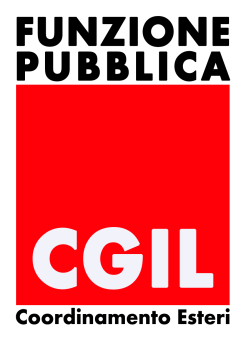 FUNZIONE
PUBBLICA
CGIL
Coordinamento Esteri